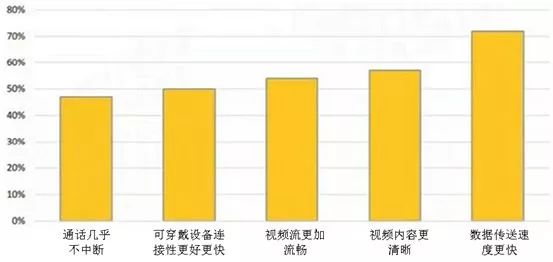 80%
70%
60%
50%
40%
30%
20%
10%
0%
通话几乎
不中断
可穿戴设备连
接性更好更快
视频流更加
流畅
视频内容更
清晰
数据传送速
度更快